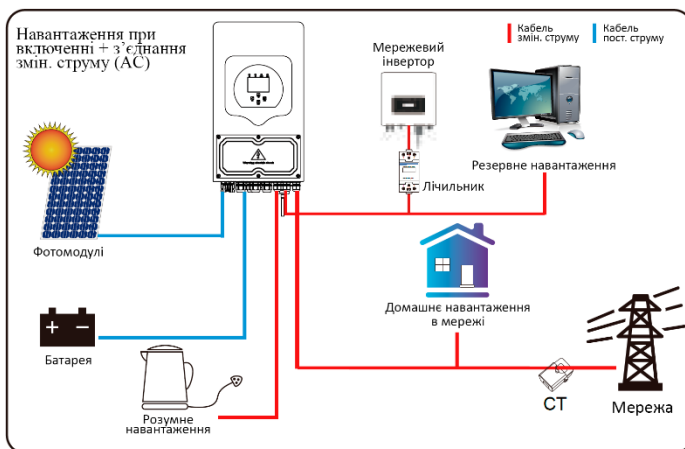 Навантаження при
включенні + з’єднання
змін. струму (AC)
Кабель
змін. струму
Кабель
пост. струму
Мережевий
інвертор
Резервне навантаження
Лічильник
Фотомодулі
Домашнє навантаження
в мережі
Батарея
CT
Мережа
Розумне
навантаження